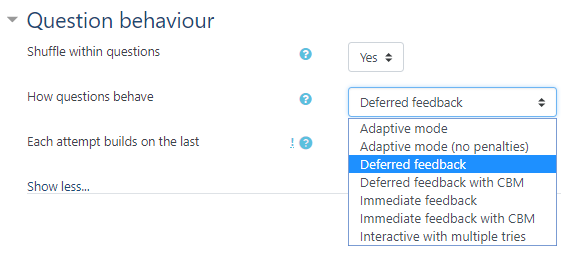 Question behaviour
Shuffle within questions
Yes
How questions behave
Deferred feedback
Adaptive mode
Adaptive mode (no penalties)
Deferred feedback
Deferred feedback with CBM
Immediate feedback
Immediate feedback with CBM
Interactive with multiple tries
Each attempt builds on the last !
Show less...